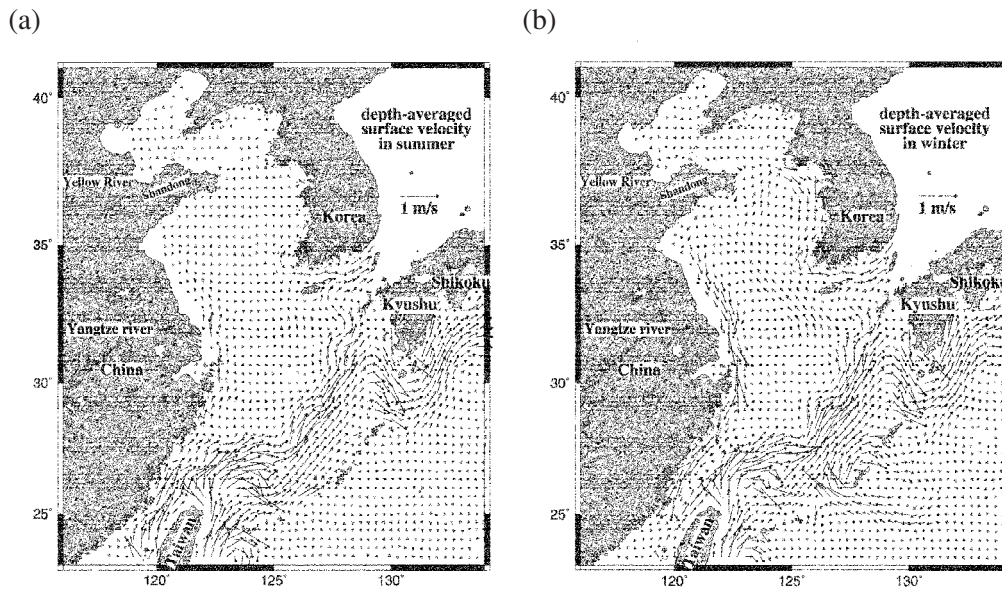 (a)
40°
35°
30°
25°
120°
125°
130°
depth-averaged
surface velocity
in summer
1 m/s
Yellow River
Shandong
Korea
Shikoku
Kyushu
Yangtze river
China
Taiwan
(b)
40°
35°
30°
25°
120°
125°
130°
depth-averaged
surface velocity
in winter
1 m/s
Yellow River
Shandong
Korea
Shikoku
Kyushu
Yangtze river
China
Taiwan